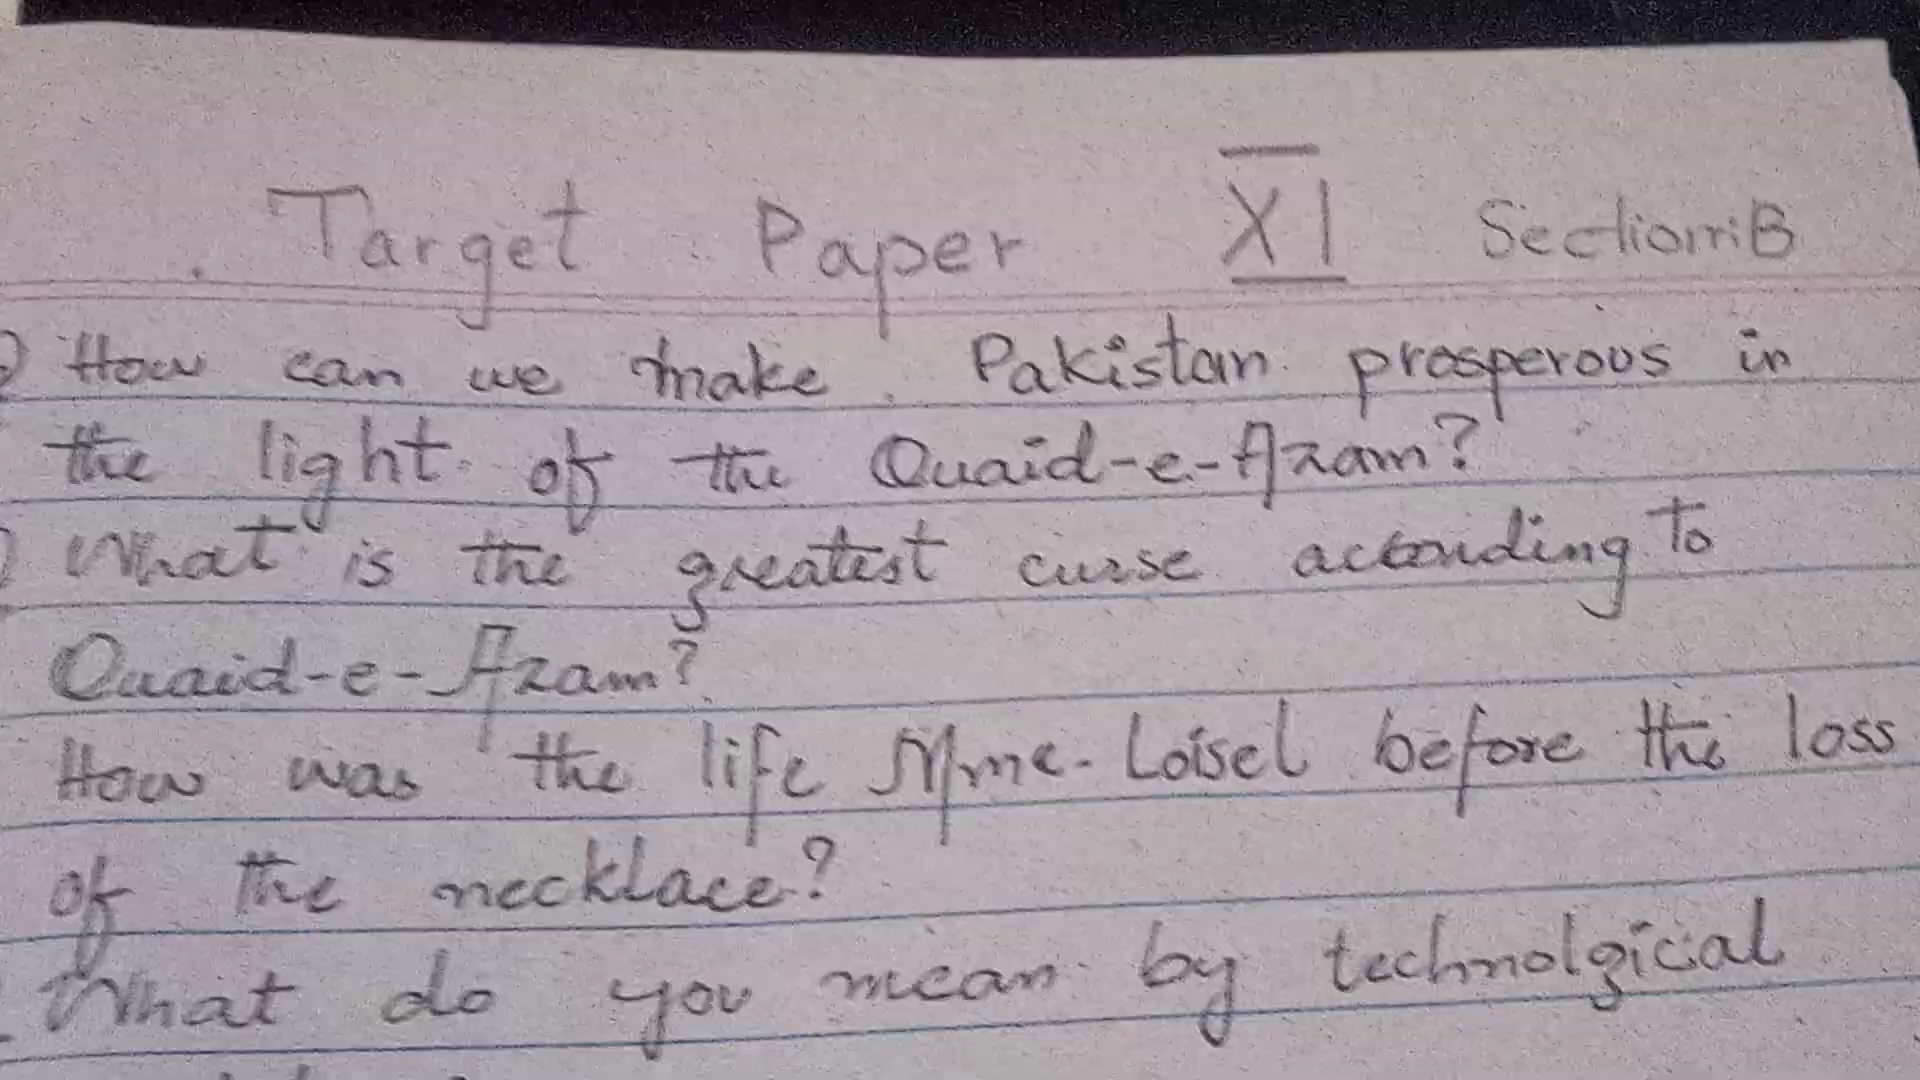 Target Paper XI Section:B
How can we make Pakistan prosperous in
the light of the Quaid-e-Azam?
What is the greatest curse according to
Quaid-e-Azam?
How was the life Mme. Loisel before the loss
of the necklace?
What do you mean by technolgicial